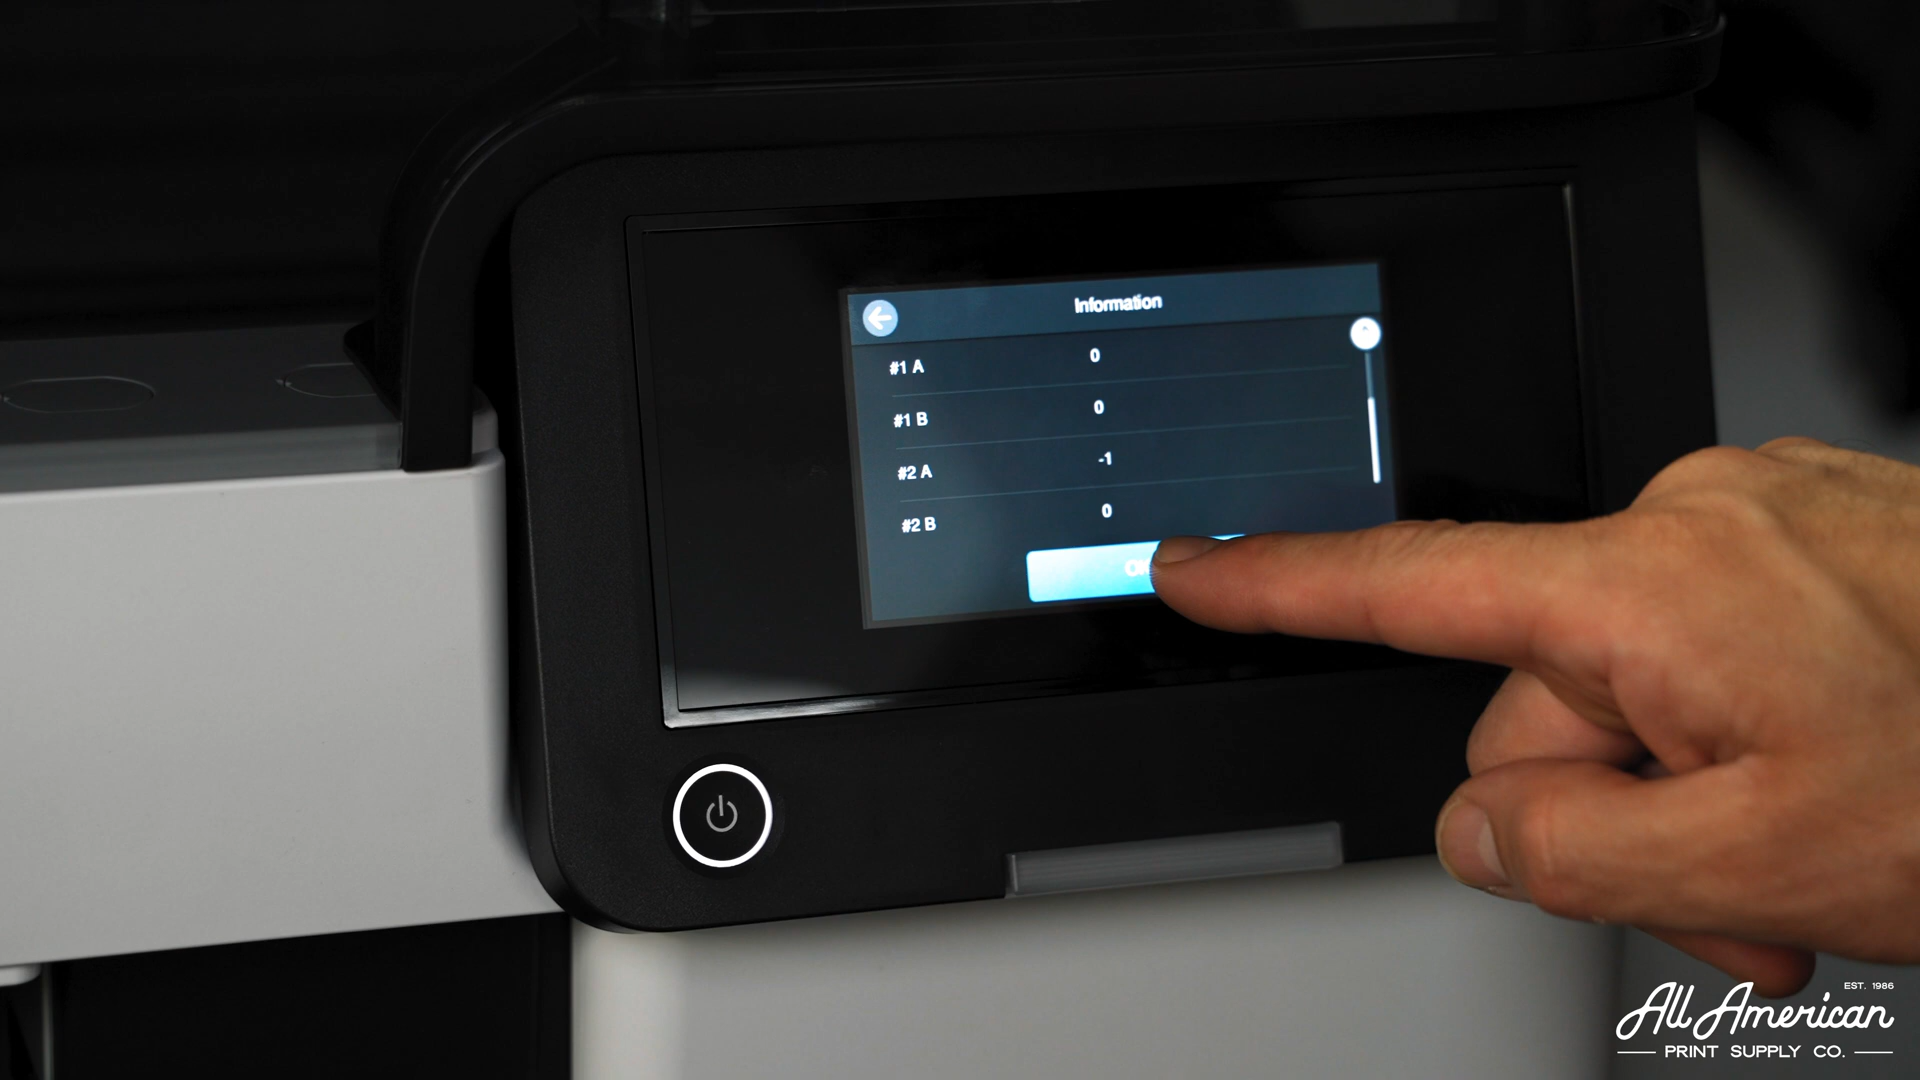 Information
#1 A 0
#1 B 0
#2 A -1
#2 B 0
EST. 1986
All American
PRINT SUPPLY CO.